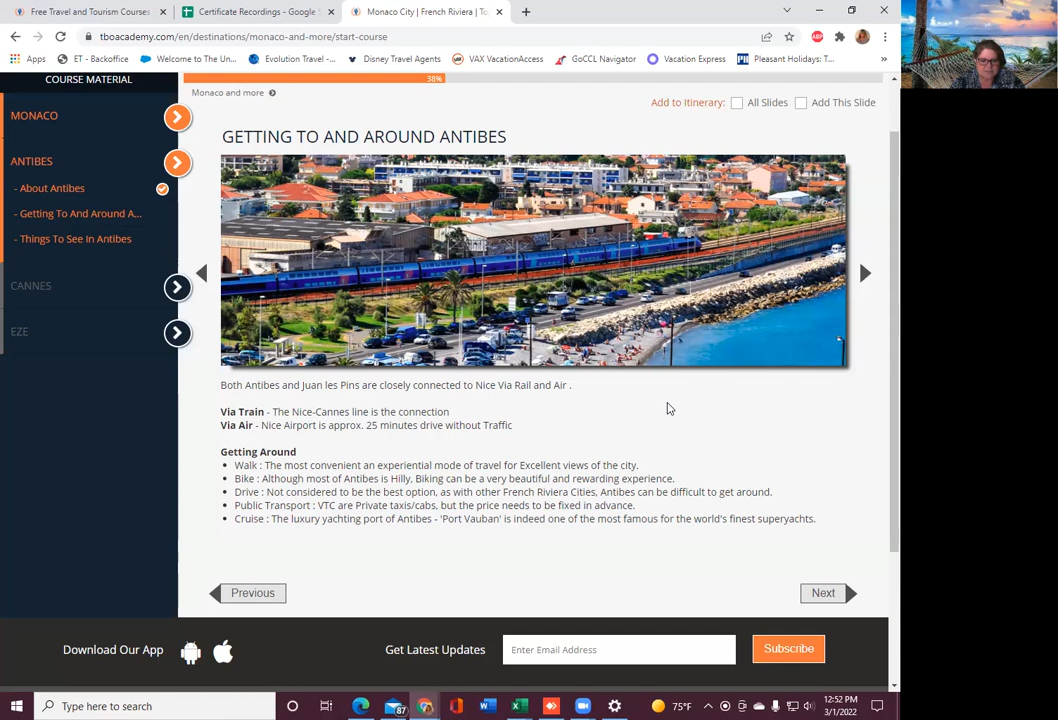 Free Travel and Tourism Courses
Certificate Recordings - Google S
Monaco City | French Riviera | To
tboacademy.com/en/destinations/monaco-and-more/start-course
Apps
ET - Backoffice
Welcome to The Un...
Evolution Travel -...
Disney Travel Agents
VAX VacationAccess
GoCCL Navigator
Vacation Express
Pleasant Holidays: T...
COURSE MATERIAL
38%
MONACO
Monaco and more
Add to Itinerary:
All Slides
Add This Slide
GETTING TO AND AROUND ANTIBES
ANTIBES
- About Antibes
- Getting To And Around A...
- Things To See In Antibes
CANNES
EZE
Both Antibes and Juan les Pins are closely connected to Nice Via Rail and Air .
Via Train - The Nice-Cannes line is the connection
Via Air - Nice Airport is approx. 25 minutes drive without Traffic
Getting Around
• Walk : The most convenient an experiential mode of travel for Excellent views of the city.
• Bike : Although most of Antibes is Hilly, Biking can be a very beautiful and rewarding experience.
• Drive : Not considered to be the best option, as with other French Riviera Cities, Antibes can be difficult to get around.
• Public Transport : VTC are Private taxis/cabs, but the price needs to be fixed in advance.
• Cruise : The luxury yachting port of Antibes - 'Port Vauban' is indeed one of the most famous for the world's finest superyachts.
Previous
Next
Download Our App
Get Latest Updates
Enter Email Address
Subscribe
Type here to search
87
75°F
12:52 PM
3/1/2022